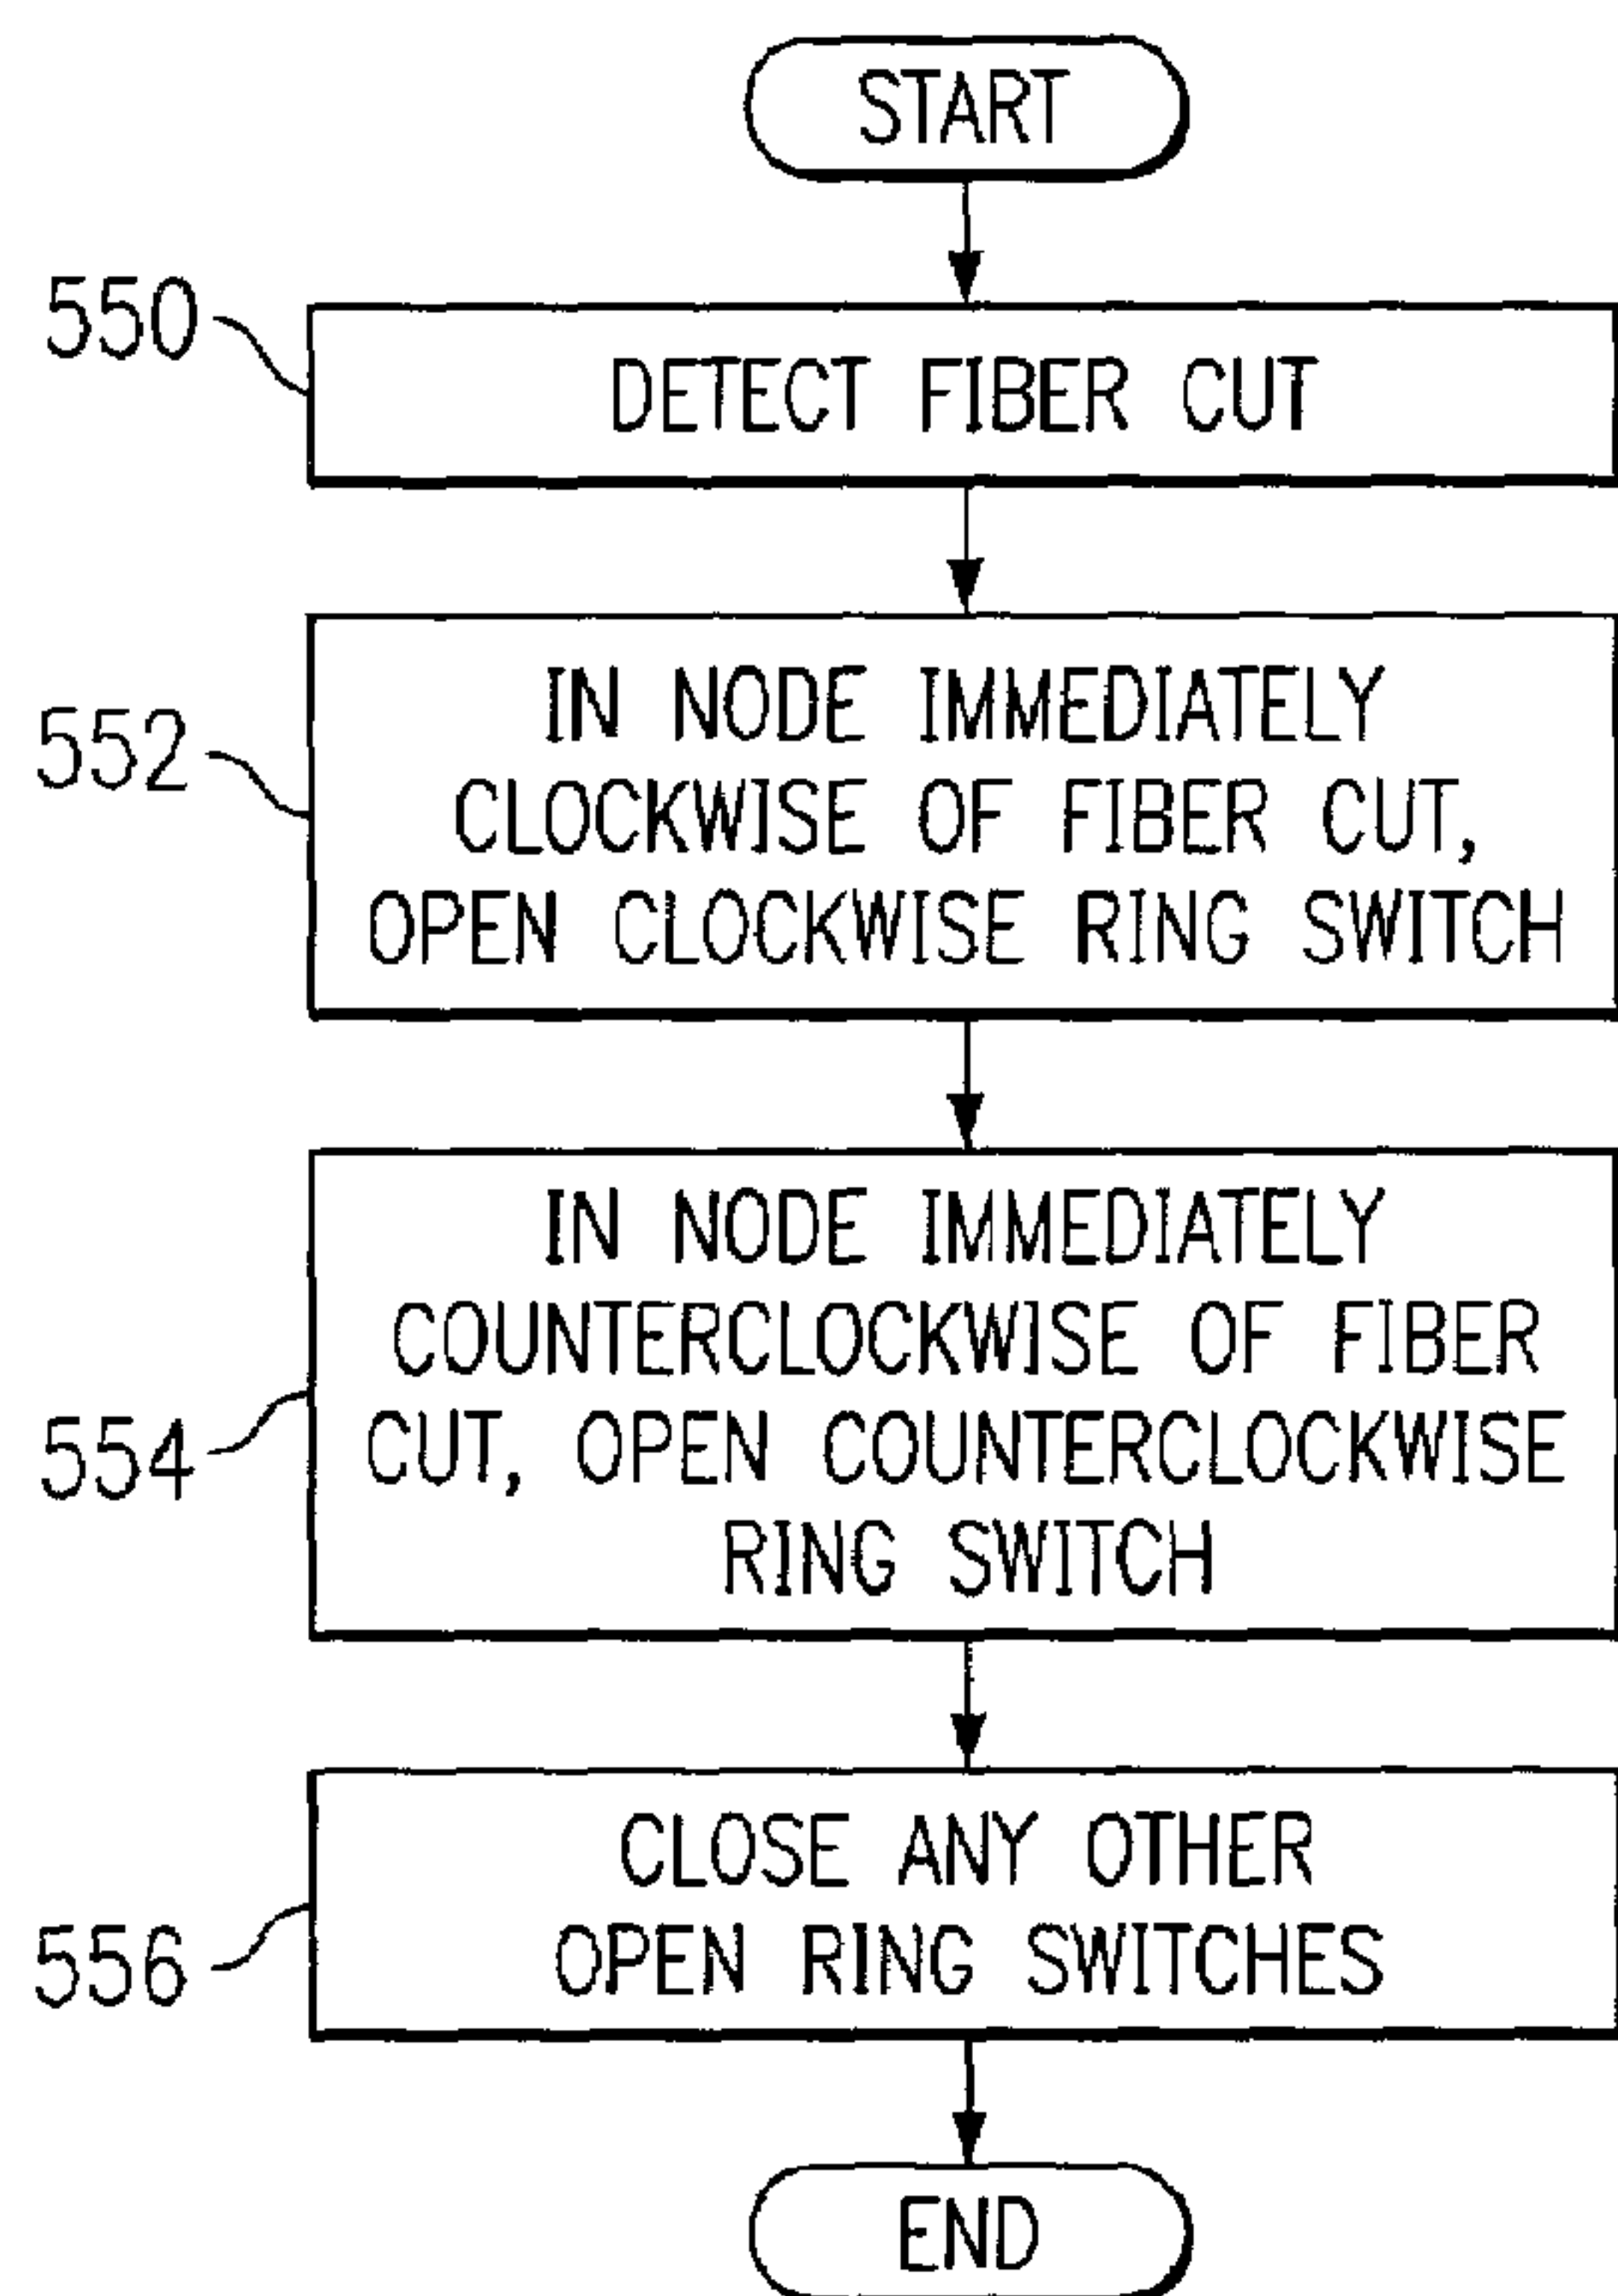 START
550
DETECT FIBER CUT
552
IN NODE IMMEDIATELY
CLOCKWISE OF FIBER CUT,
OPEN CLOCKWISE RING SWITCH
554
IN NODE IMMEDIATELY
COUNTERCLOCKWISE OF FIBER
CUT, OPEN COUNTERCLOCKWISE
RING SWITCH
556
CLOSE ANY OTHER
OPEN RING SWITCHES
END